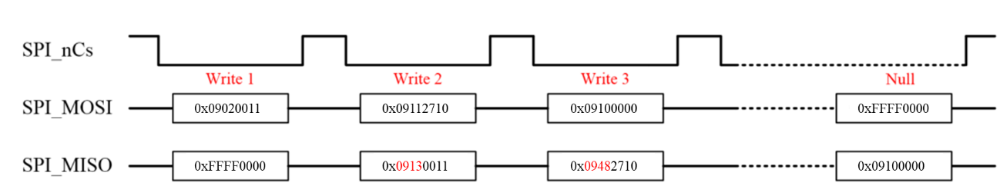 SPI_nCs
Write 1 Write 2 Write 3 Null
SPI_MOSI 0x09020011 0x09112710 0x09100000 0xFFFF0000
SPI_MISO 0xFFFF0000 0x09130011 0x09482710 0x09100000